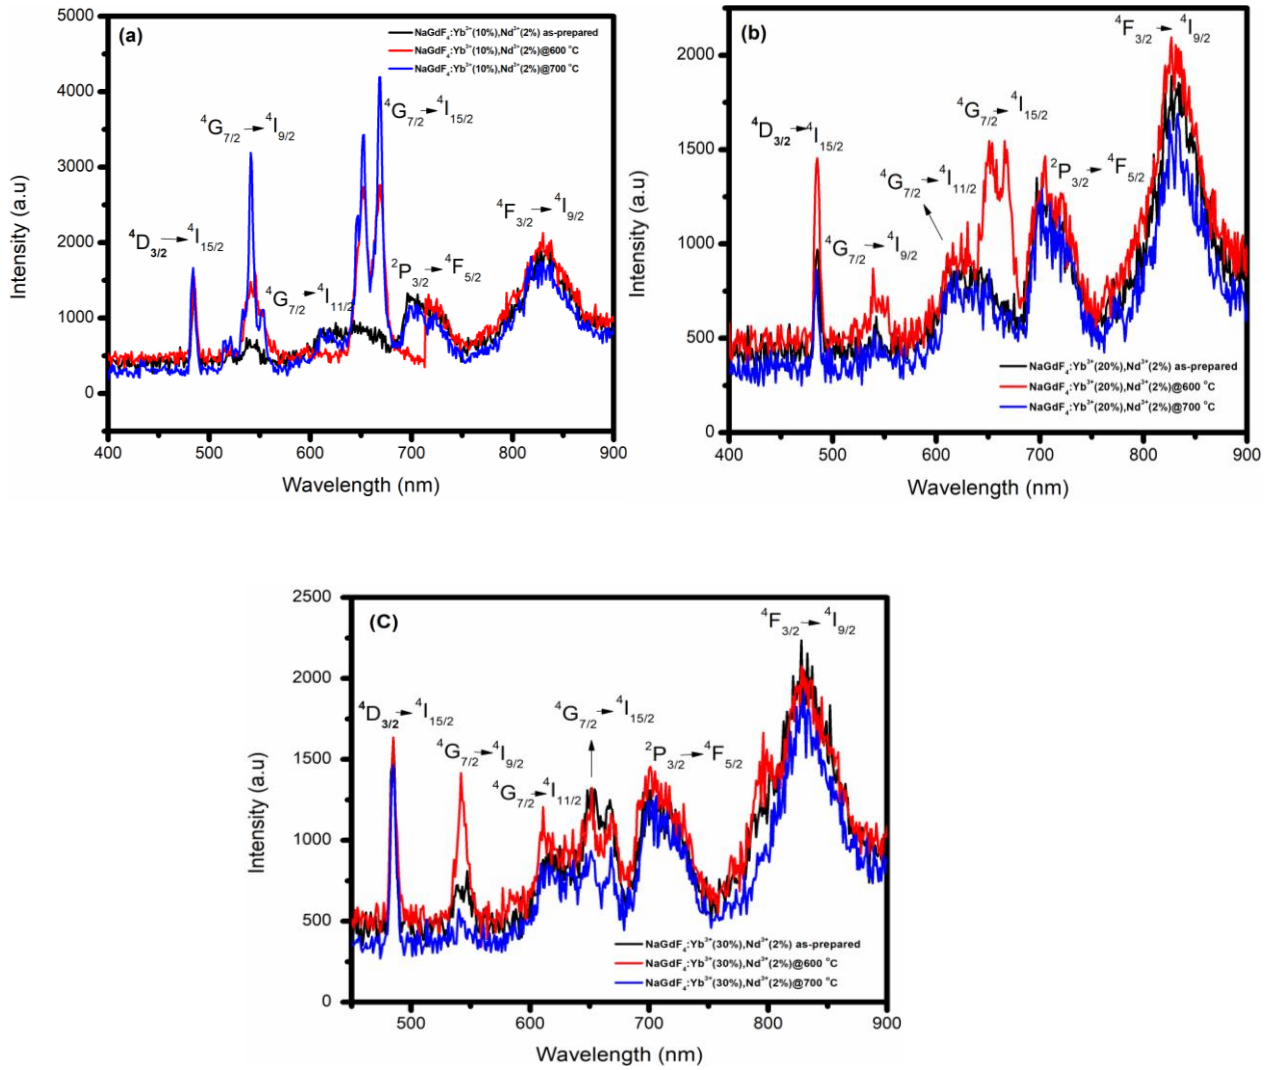 (a)
NaGdF4:Yb3+(10%),Nd3+(2%) as-prepared
NaGdF4:Yb3+(10%),Nd3+(2%)@600 °C
NaGdF4:Yb3+(10%),Nd3+(2%)@700 °C
4G7/2 → 4I15/2
4G7/2 → 4I9/2
4F3/2 → 4I9/2
4D3/2 → 4I15/2
2P3/2 → 4F5/2
4G7/2 → 4I11/2
5000
4000
3000
2000
1000
0
Intensity (a.u)
400 500 600 700 800 900
Wavelength (nm)
(b)
4F3/2 → 4I9/2
4G7/2 → 4I15/2
4D3/2 → 4I15/2
2P3/2 → 4F5/2
4G7/2 → 4I11/2
4G7/2 → 4I9/2
NaGdF4:Yb3+(20%),Nd3+(2%) as-prepared
NaGdF4:Yb3+(20%),Nd3+(2%)@600 °C
NaGdF4:Yb3+(20%),Nd3+(2%)@700 °C
2000
1500
1000
500
0
Intensity (a.u)
400 500 600 700 800 900
Wavelength (nm)
(C)
4F3/2 → 4I9/2
4D3/2 → 4I15/2
4G7/2 → 4I15/2
4G7/2 → 4I9/2
2P3/2 → 4F5/2
4G7/2 → 4I11/2
NaGdF4:Yb3+(30%),Nd3+(2%) as-prepared
NaGdF4:Yb3+(30%),Nd3+(2%)@600 °C
NaGdF4:Yb3+(30%),Nd3+(2%)@700 °C
2500
2000
1500
1000
500
0
Intensity (a.u)
500 600 700 800 900
Wavelength (nm)